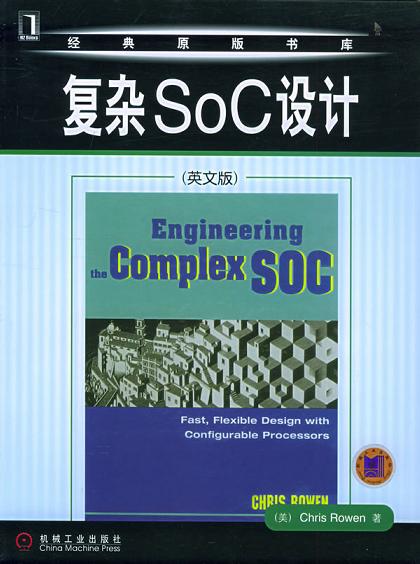 HZ Books
经典原版书库
复杂SoC设计
(英文版)
Engineering
the Complex SOC
Fast, Flexible Design with
Configurable Processors
CHRIS ROWEN
(美) Chris Rowen 著
机械工业出版社
China Machine Press